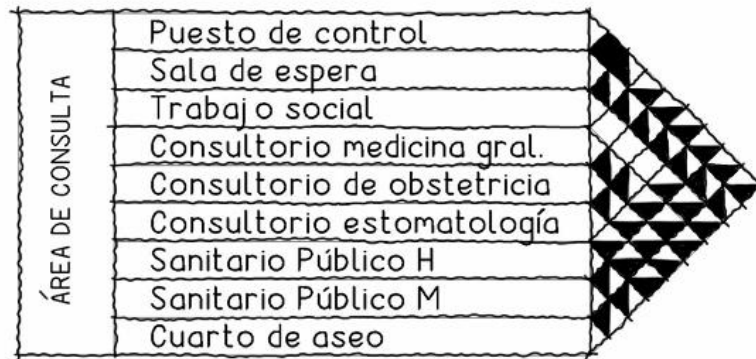 ÁREA DE CONSULTA
Puesto de control
Sala de espera
Trabajo social
Consultorio medicina gral.
Consultorio de obstetricia
Consultorio estomatología
Sanitario Público H
Sanitario Público M
Cuarto de aseo